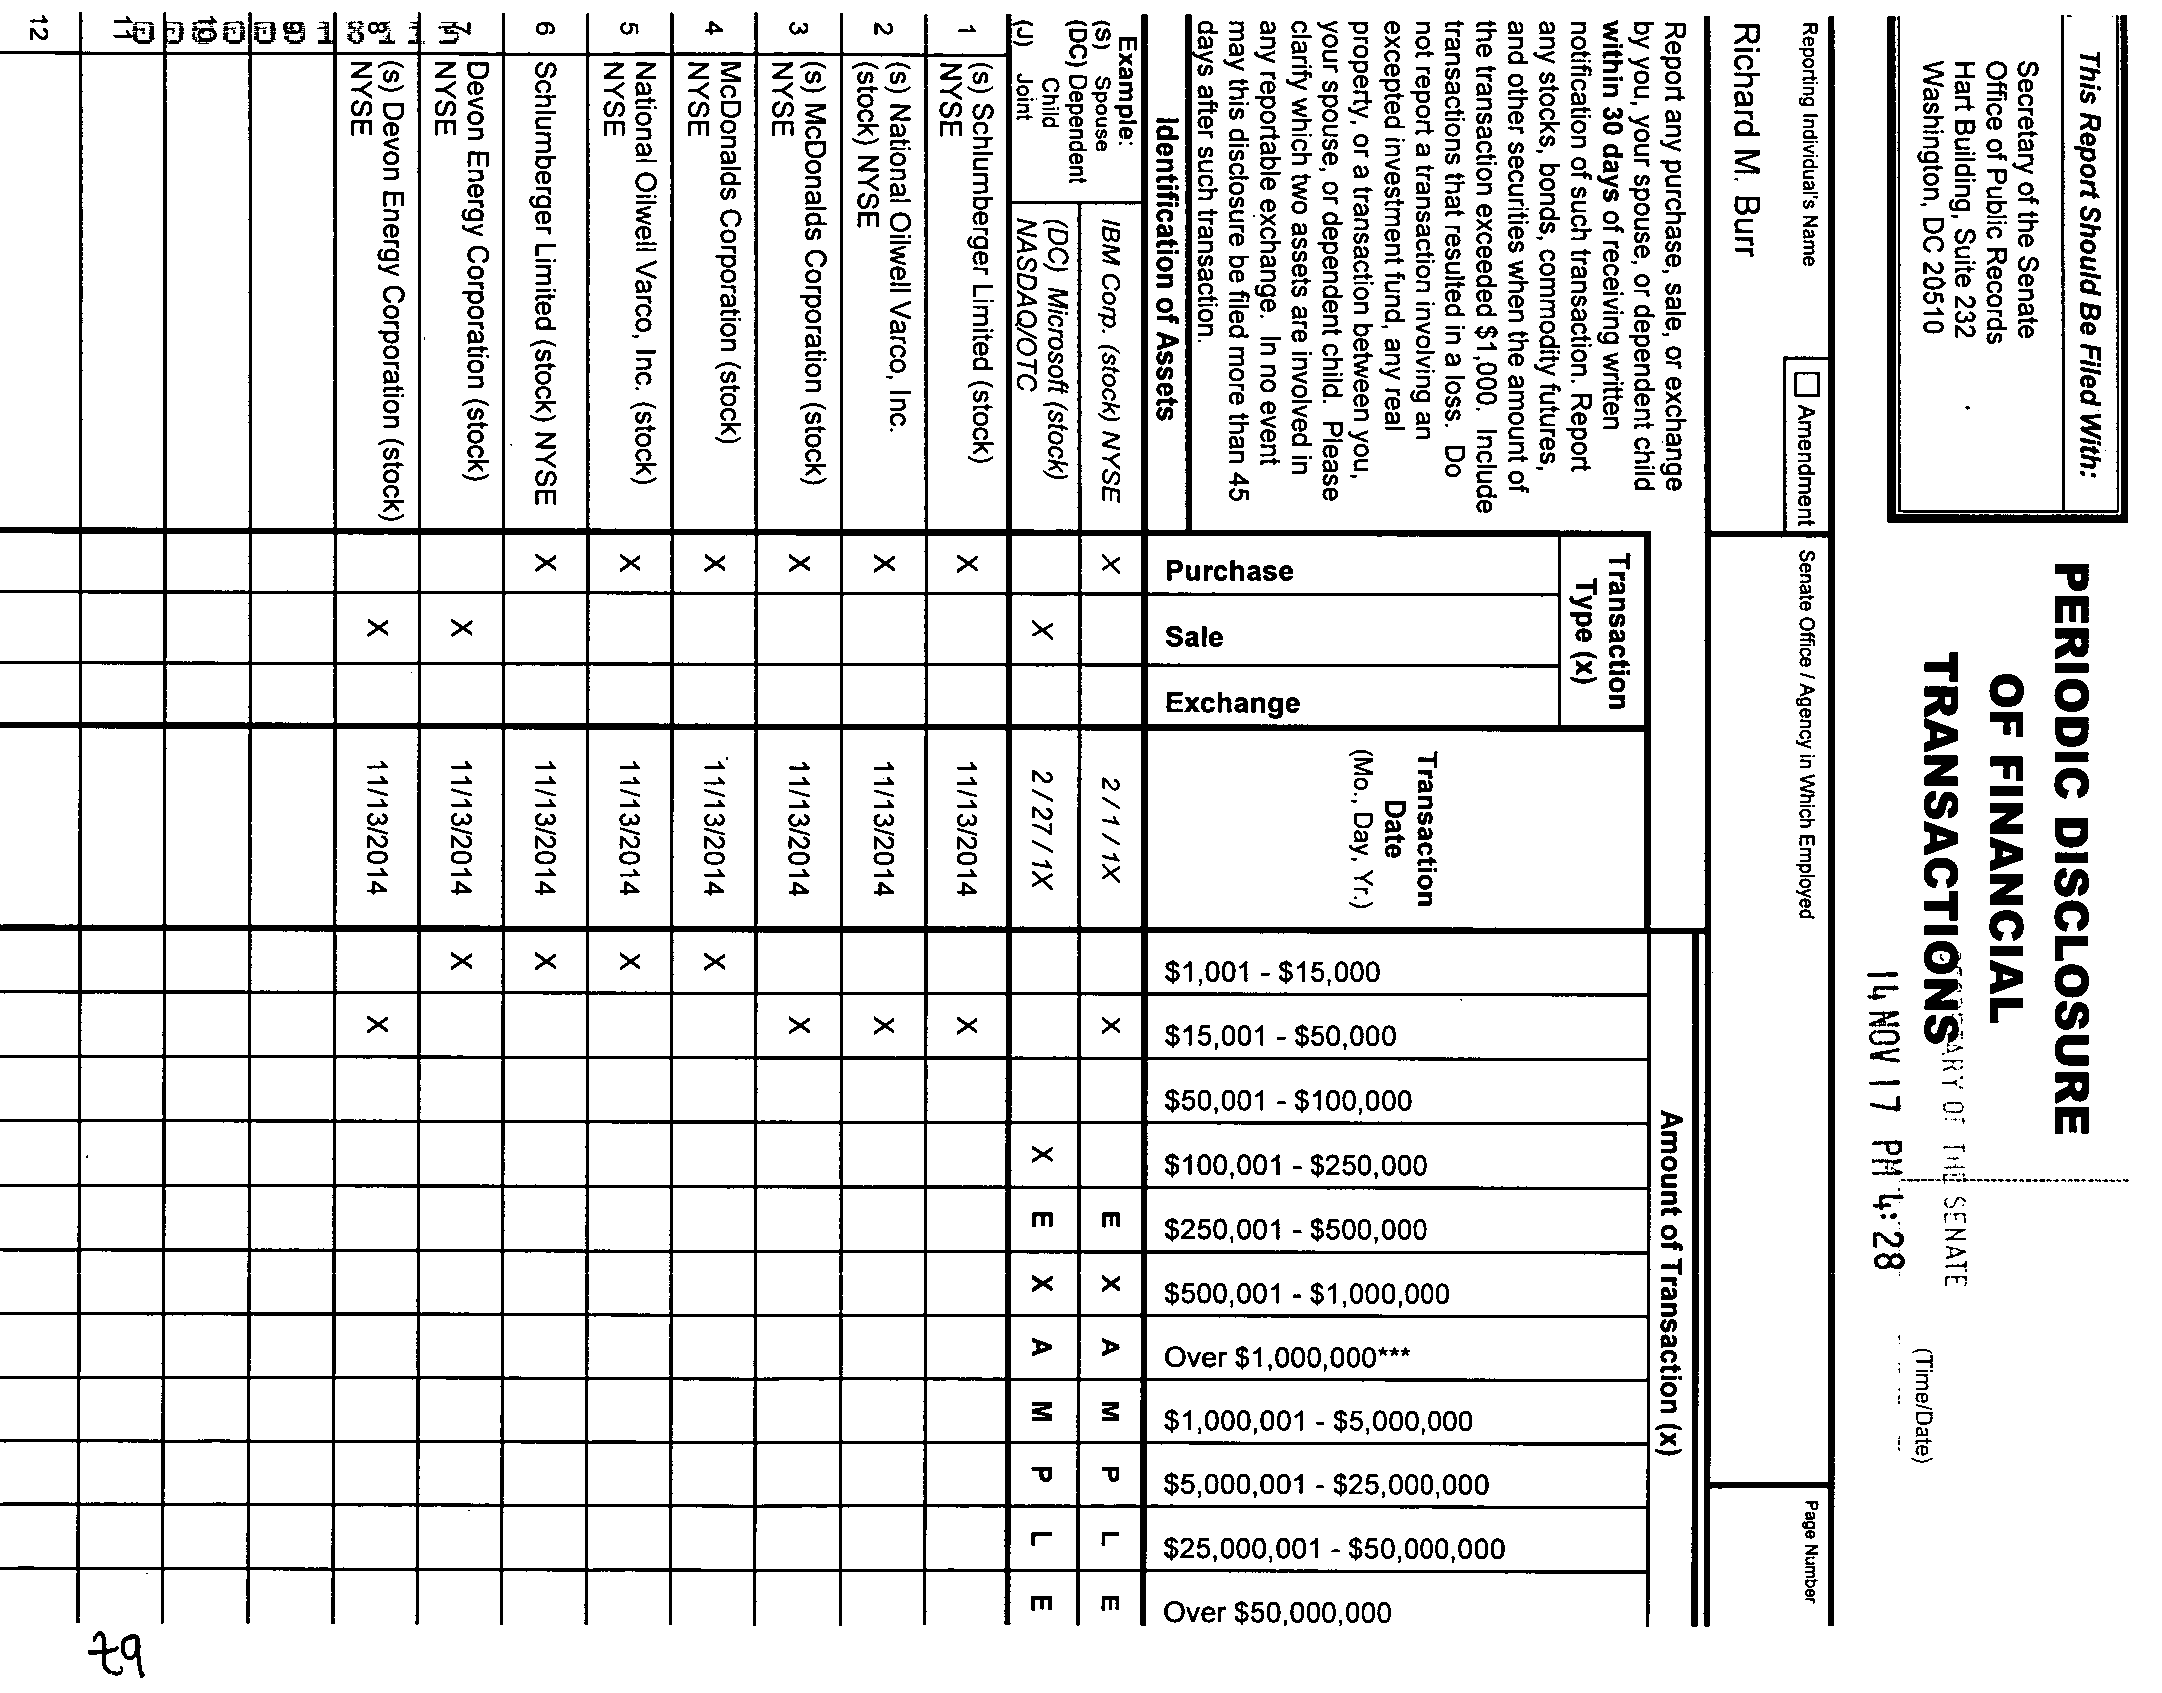 This Report Should Be Filed With:
Secretary of the Senate
Office of Public Records
Hart Building, Suite 232
Washington, DC 20510
PERIODIC DISCLOSURE
OF FINANCIAL
TRANSACTIONS
SECRETARY OF THE SENATE
14 NOV 17 PM 4:28
(Time/Date)
Reporting Individual's Name
Amendment
Senate Office / Agency in Which Employed
Page Number
Richard M. Burr
Report any purchase, sale, or exchange
by you, your spouse, or dependent child
within 30 days of receiving written
notification of such transaction. Report
any stocks, bonds, commodity futures,
and other securities when the amount of
the transaction exceeded $1,000. Include
transactions that resulted in a loss. Do
not report a transaction involving an
excepted investment fund, any real
property, or a transaction between you,
your spouse, or dependent child. Please
clarify which two assets are involved in
any reportable exchange. In no event
may this disclosure be filed more than 45
days after such transaction.
Identification of Assets
Transaction
Type (x)
Purchase
Sale
Exchange
Transaction
Date
(Mo., Day, Yr.)
Amount of Transaction (x)
$1,001 - $15,000
$15,001 - $50,000
$50,001 - $100,000
$100,001 - $250,000
$250,001 - $500,000
$500,001 - $1,000,000
Over $1,000,000***
$1,000,001 - $5,000,000
$5,000,001 - $25,000,000
$25,000,001 - $50,000,000
Over $50,000,000
Example:
(S) Spouse
(DC) Dependent
Child
(J) Joint
IBM Corp. (stock) NYSE X 2 / 1 / 1X X E X A M P L E
(DC) Microsoft (stock)
NASDAQ/OTC X 2 / 27 / 1X X E X A M P L E
1 (s) Schlumberger Limited (stock)
NYSE X 11/13/2014 X
2 (s) National Oilwell Varco, Inc.
(stock) NYSE X 11/13/2014 X
3 (s) McDonalds Corporation (stock)
NYSE X 11/13/2014 X
4 McDonalds Corporation (stock)
NYSE X 11/13/2014 X
5 National Oilwell Varco, Inc. (stock)
NYSE X 11/13/2014 X
6 Schlumberger Limited (stock) NYSE X 11/13/2014 X
7 Devon Energy Corporation (stock)
NYSE X 11/13/2014 X
8 (s) Devon Energy Corporation (stock)
NYSE X 11/13/2014 X
9
10
11
12